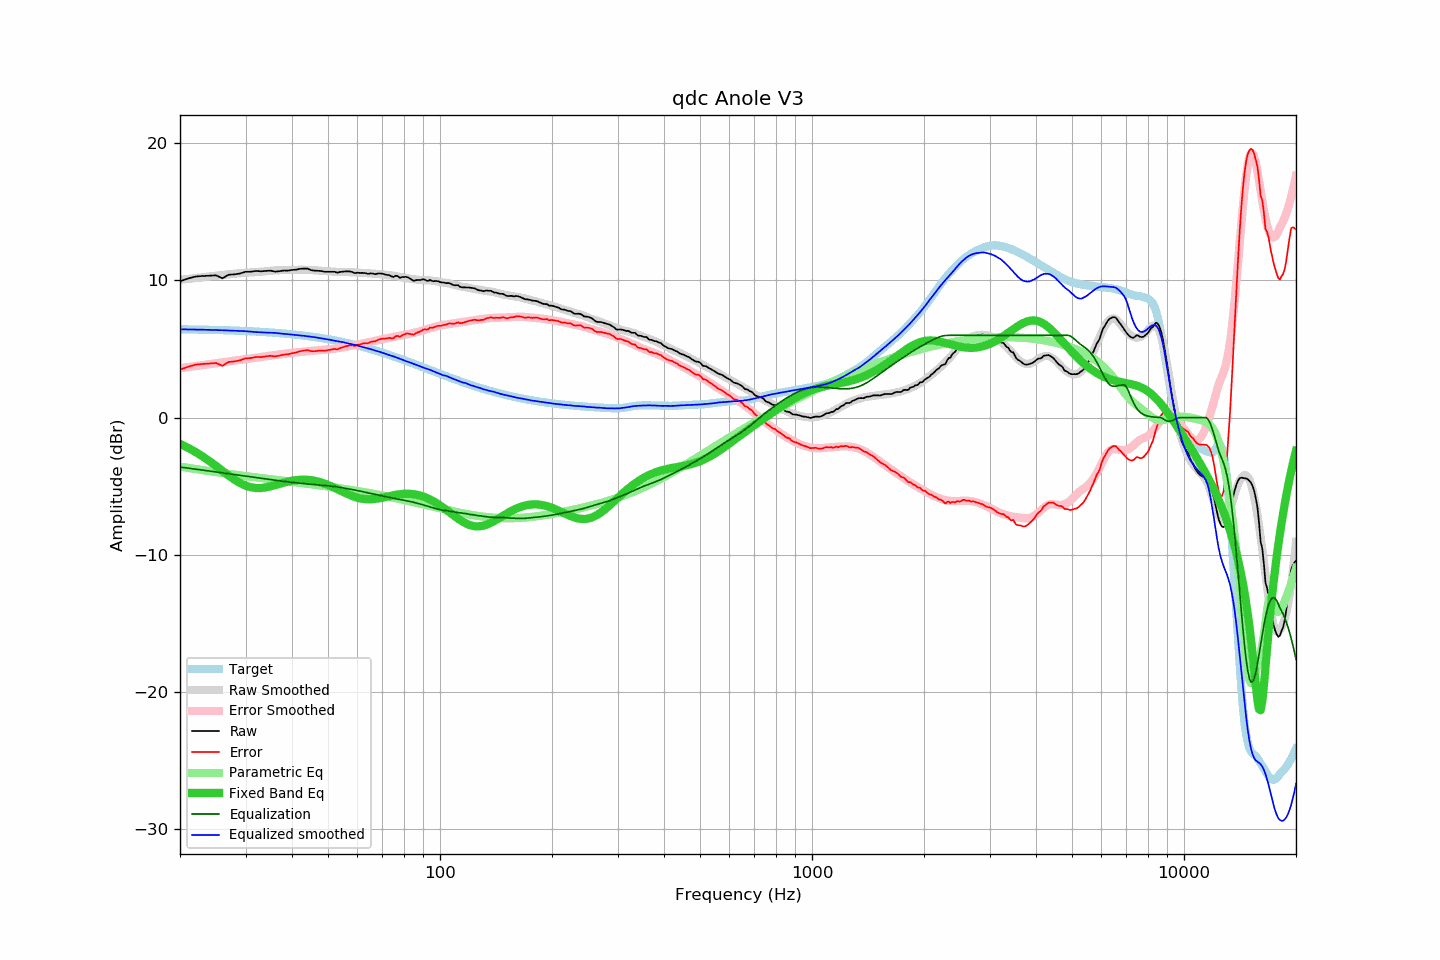 qdc Anole V3
20
10
0
−10
−20
−30
Amplitude (dBr)
Target
Raw Smoothed
Error Smoothed
Raw
Error
Parametric Eq
Fixed Band Eq
Equalization
Equalized smoothed
100
1000
10000
Frequency (Hz)